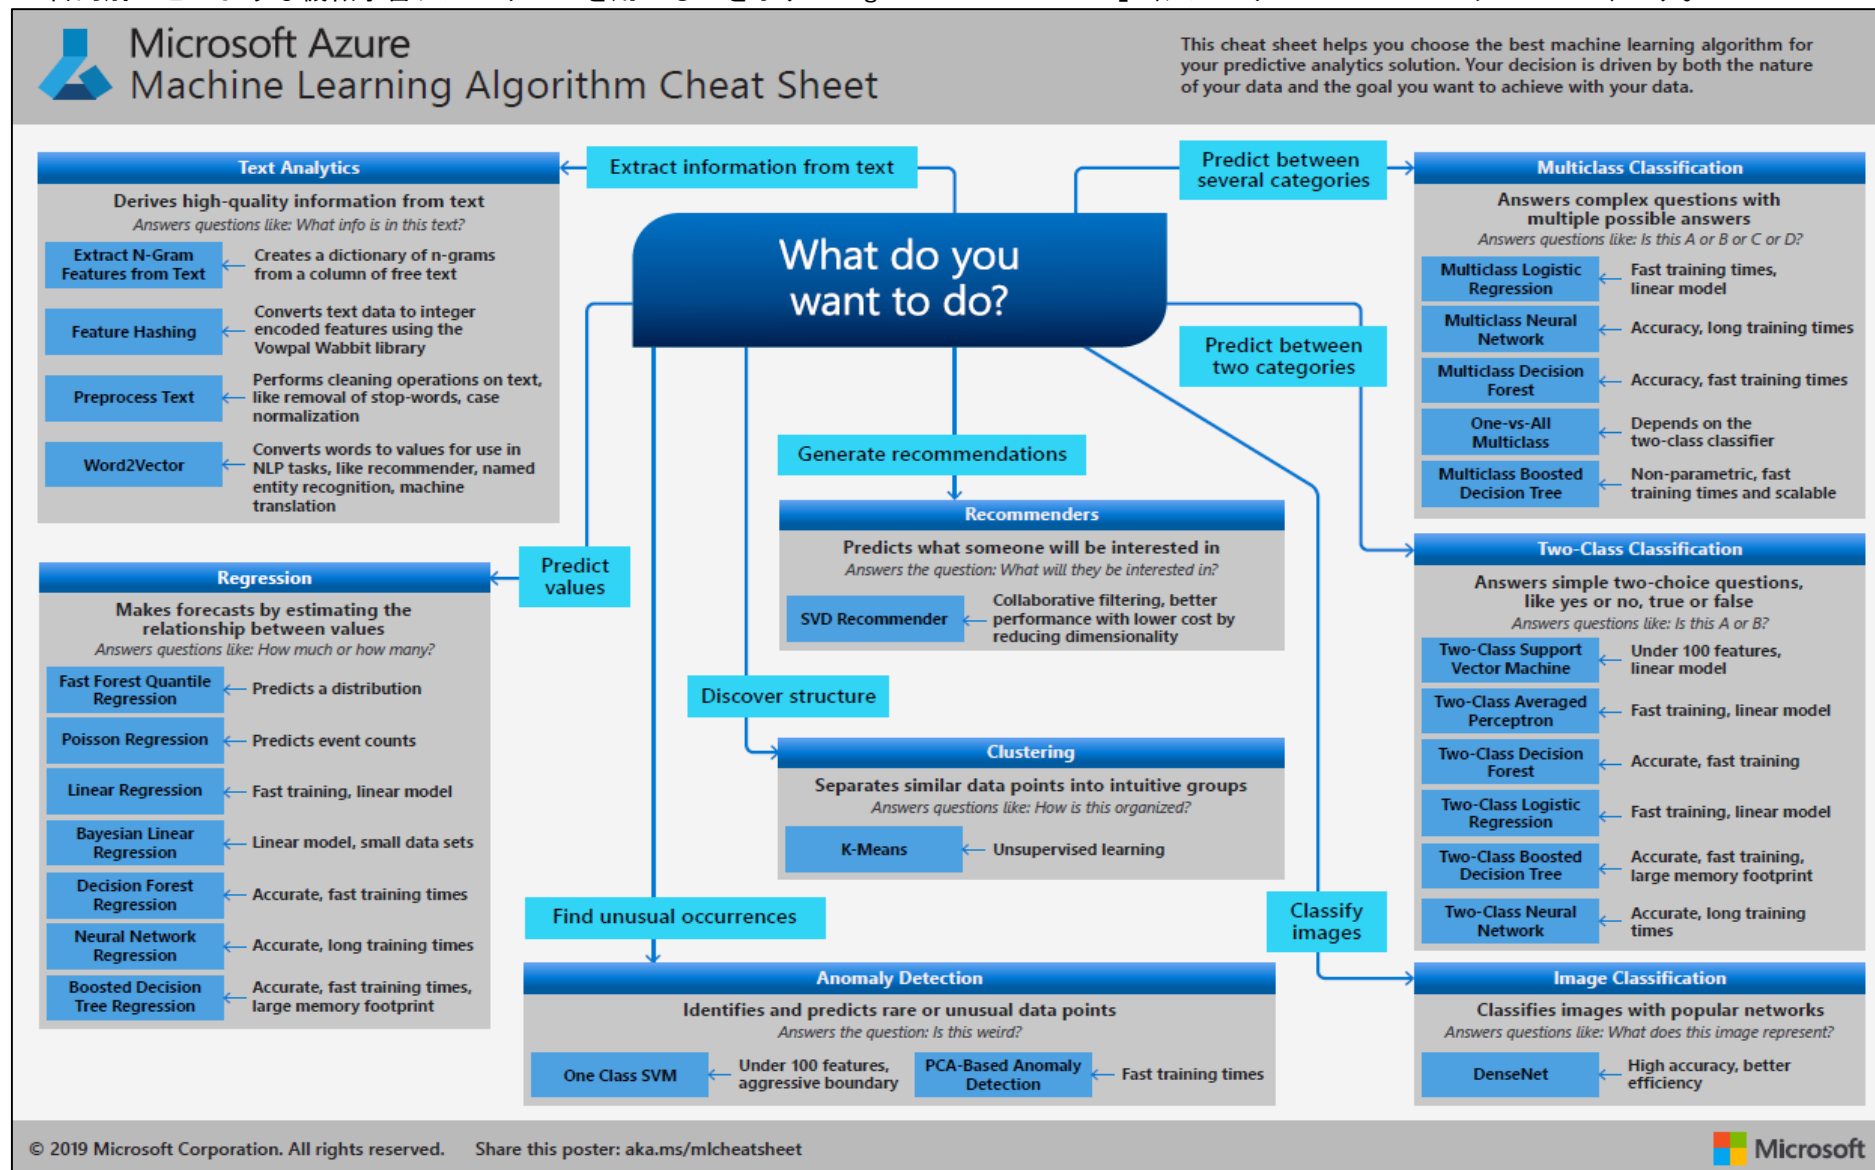 Microsoft Azure
Machine Learning Algorithm Cheat Sheet
This cheat sheet helps you choose the best machine learning algorithm for
your predictive analytics solution. Your decision is driven by both the nature
of your data and the goal you want to achieve with your data.
What do you
want to do?
Extract information from text
Text Analytics
Derives high-quality information from text
Answers questions like: What info is in this text?
Extract N-Gram
Features from Text
Creates a dictionary of n-grams
from a column of free text
Feature Hashing
Converts text data to integer
encoded features using the
Vowpal Wabbit library
Preprocess Text
Performs cleaning operations on text,
like removal of stop-words, case
normalization
Word2Vector
Converts words to values for use in
NLP tasks, like recommender, named
entity recognition, machine
translation
Predict
values
Regression
Makes forecasts by estimating the
relationship between values
Answers questions like: How much or how many?
Fast Forest Quantile
Regression
Predicts a distribution
Poisson Regression
Predicts event counts
Linear Regression
Fast training, linear model
Bayesian Linear
Regression
Linear model, small data sets
Decision Forest
Regression
Accurate, fast training times
Neural Network
Regression
Accurate, long training times
Boosted Decision
Tree Regression
Accurate, fast training times,
large memory footprint
Generate recommendations
Recommenders
Predicts what someone will be interested in
Answers the question: What will they be interested in?
SVD Recommender
Collaborative filtering, better
performance with lower cost by
reducing dimensionality
Discover structure
Clustering
Separates similar data points into intuitive groups
Answers questions like: How is this organized?
K-Means
Unsupervised learning
Find unusual occurrences
Anomaly Detection
Identifies and predicts rare or unusual data points
Answers the question: Is this weird?
One Class SVM
Under 100 features,
aggressive boundary
PCA-Based Anomaly
Detection
Fast training times
Predict between
several categories
Multiclass Classification
Answers complex questions with
multiple possible answers
Answers questions like: Is this A or B or C or D?
Multiclass Logistic
Regression
Fast training times,
linear model
Multiclass Neural
Network
Accuracy, long training times
Multiclass Decision
Forest
Accuracy, fast training times
One-vs-All
Multiclass
Depends on the
two-class classifier
Multiclass Boosted
Decision Tree
Non-parametric, fast
training times and scalable
Predict between
two categories
Two-Class Classification
Answers simple two-choice questions,
like yes or no, true or false
Answers questions like: Is this A or B?
Two-Class Support
Vector Machine
Under 100 features,
linear model
Two-Class Averaged
Perceptron
Fast training, linear model
Two-Class Decision
Forest
Accurate, fast training
Two-Class Logistic
Regression
Fast training, linear model
Two-Class Boosted
Decision Tree
Accurate, fast training,
large memory footprint
Two-Class Neural
Network
Accurate, long training
times
Classify
images
Image Classification
Classifies images with popular networks
Answers questions like: What does this image represent?
DenseNet
High accuracy, better
efficiency
© 2019 Microsoft Corporation. All rights reserved.
Share this poster: aka.ms/mlcheatsheet
Microsoft